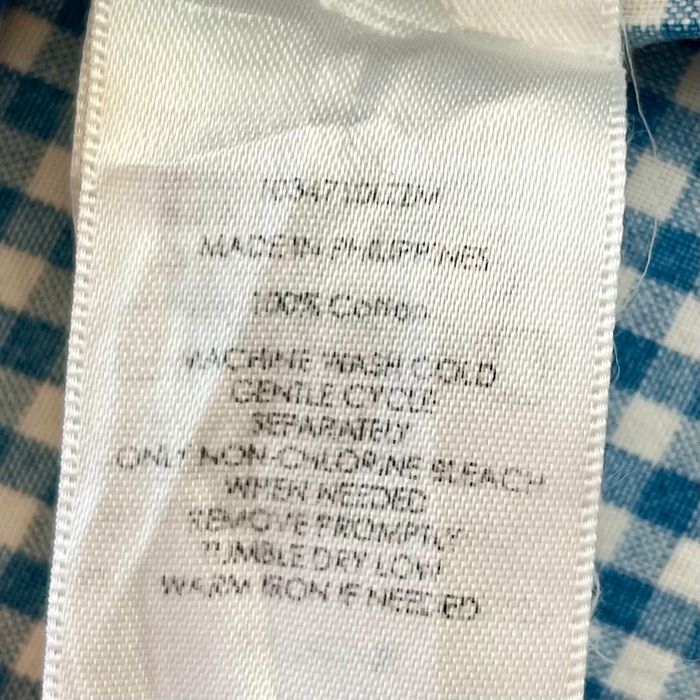 MADE IN PHILIPPINES
100% Cotton
MACHINE WASH COLD
GENTLE CYCLE
SEPARATELY
ONLY NON-CHLORINE BLEACH
WHEN NEEDED
REMOVE PROMPTLY
TUMBLE DRY LOW
WARM IRON IF NEEDED